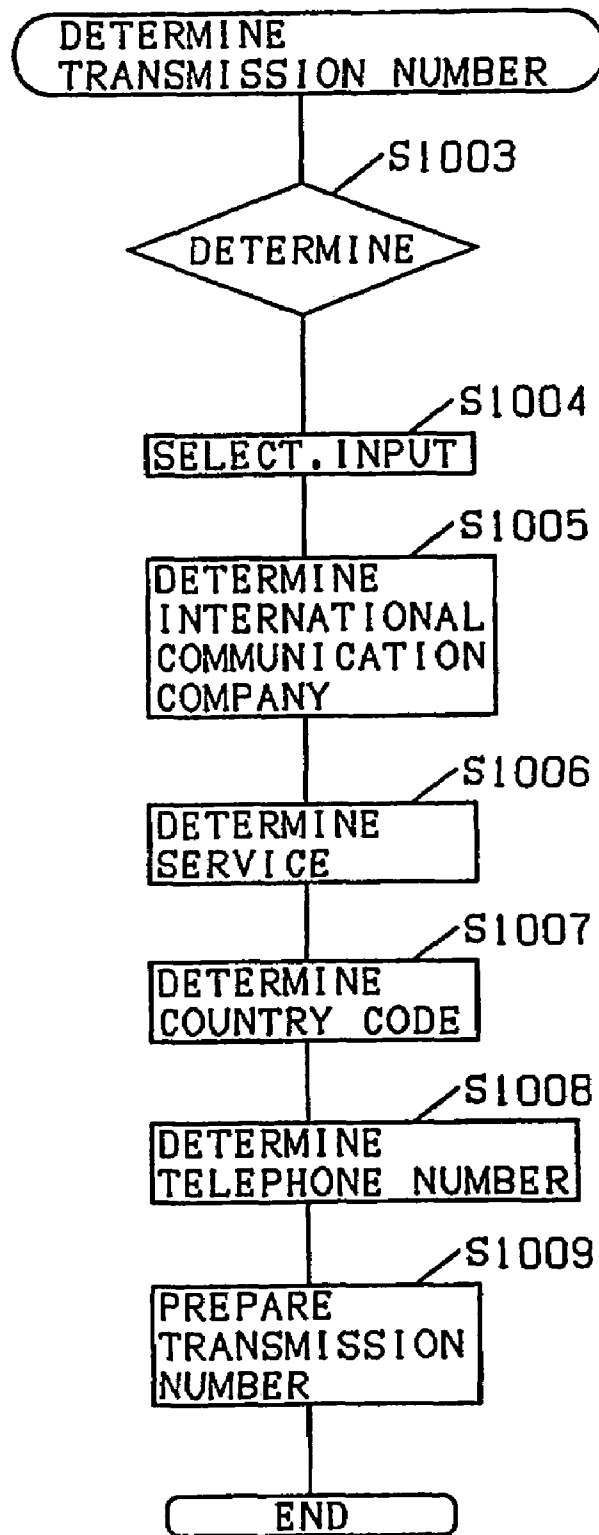 DETERMINE
TRANSMISSION NUMBER
S1003
DETERMINE
S1004
SELECT.INPUT
S1005
DETERMINE
INTERNATIONAL
COMMUNICATION
COMPANY
S1006
DETERMINE
SERVICE
S1007
DETERMINE
COUNTRY CODE
S1008
DETERMINE
TELEPHONE NUMBER
S1009
PREPARE
TRANSMISSION
NUMBER
END